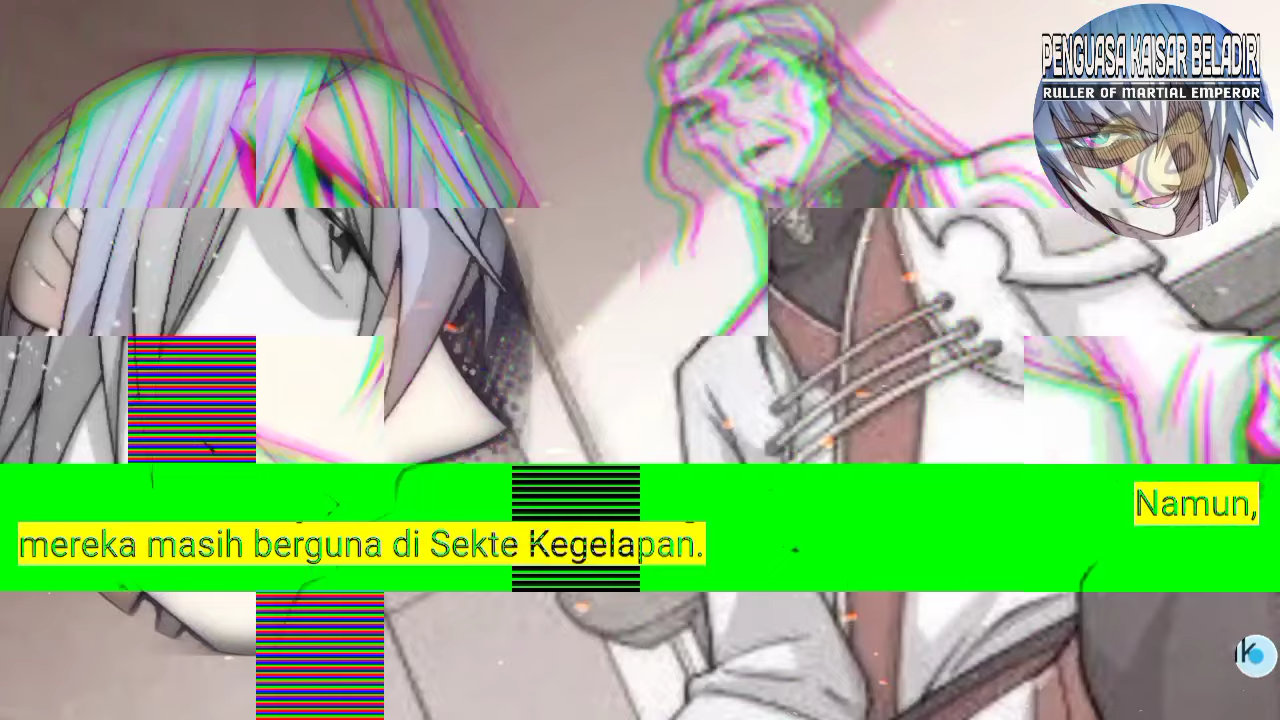 PENGUASA KAISAR BELADIRI
RULLER OF MARTIAL EMPEROR
Namun,
mereka masih berguna di Sekte Kegelapan.